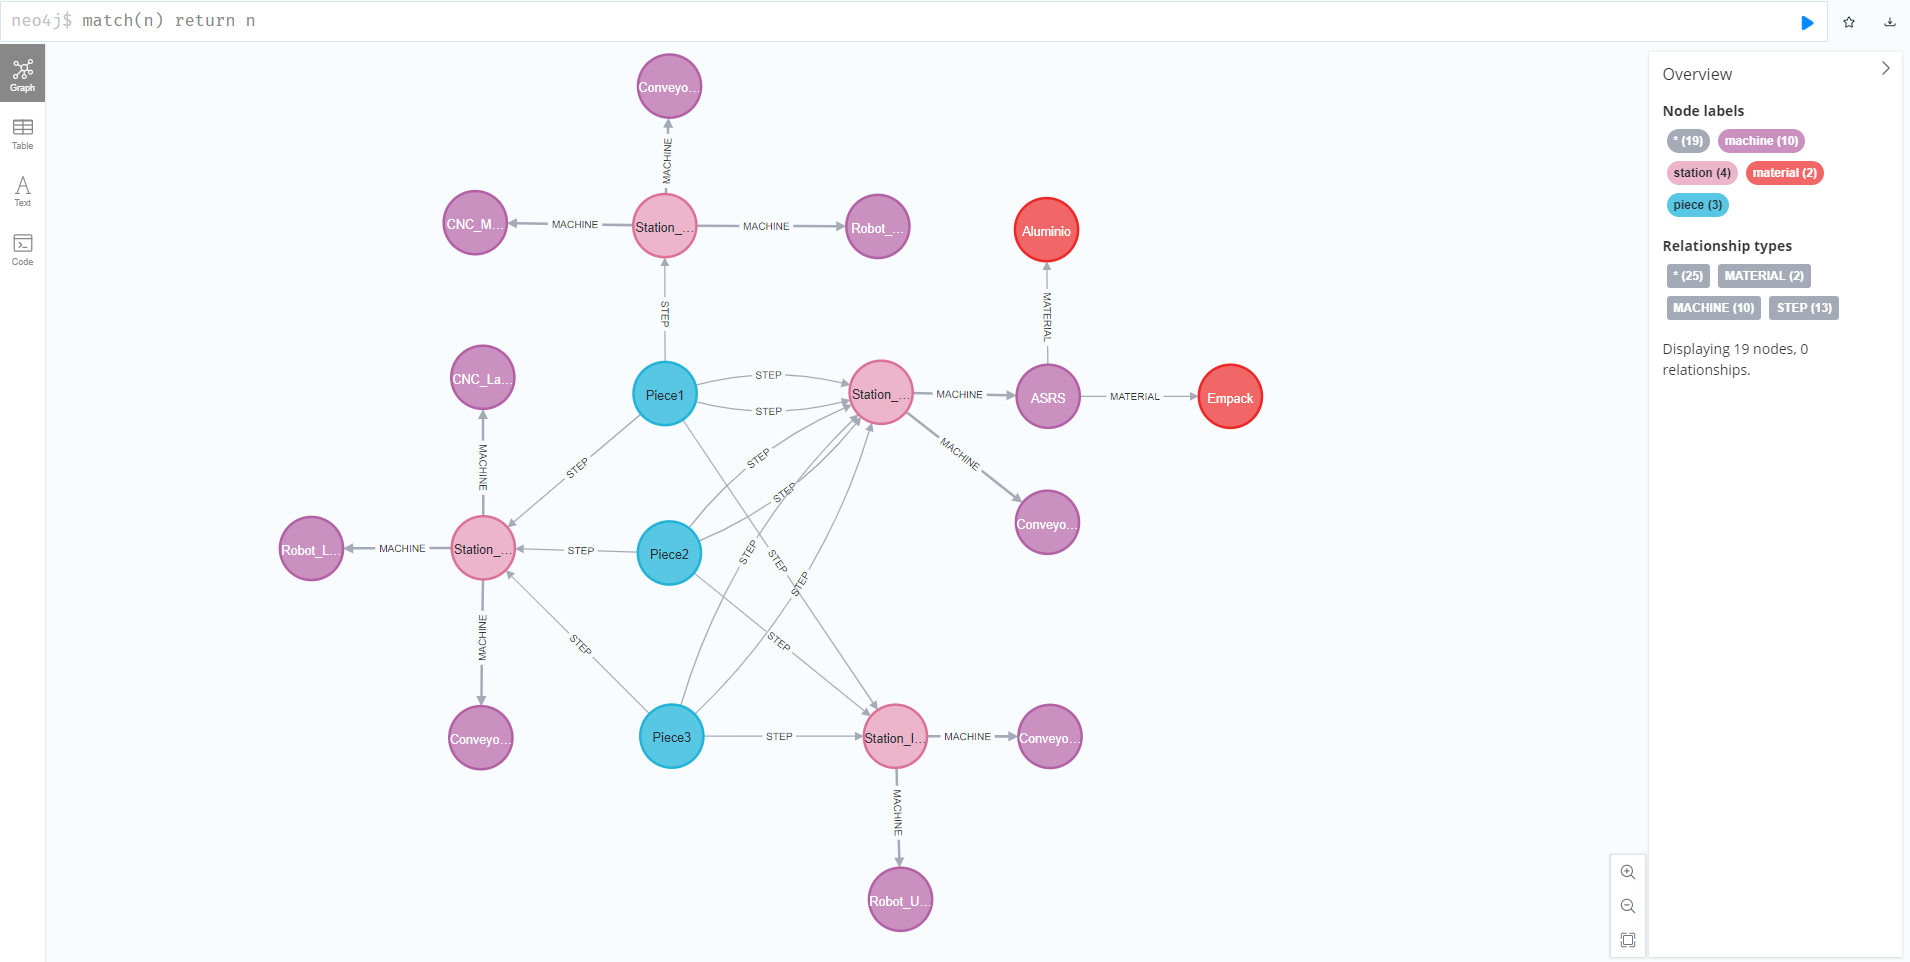 neo4j$ match(n) return n
Graph
Table
Text
Code
Conveyo...
MACHINE
CNC_M...
MACHINE
Station_...
MACHINE
Robot_...
Aluminio
STEP
MATERIAL
CNC_La...
Piece1
STEP
STEP
Station_...
MACHINE
ASRS
MATERIAL
Empack
MACHINE
STEP
STEP
MACHINE
STEP
Conveyo...
Robot_L...
MACHINE
Station_...
STEP
Piece2
STEP
STEP
STEP
MACHINE
STEP
STEP
Conveyo...
Piece3
STEP
Station_I...
MACHINE
Conveyo...
MACHINE
Robot_U...
Overview
Node labels
* (19) machine (10)
station (4) material (2)
piece (3)
Relationship types
* (25) MATERIAL (2)
MACHINE (10) STEP (13)
Displaying 19 nodes, 0
relationships.